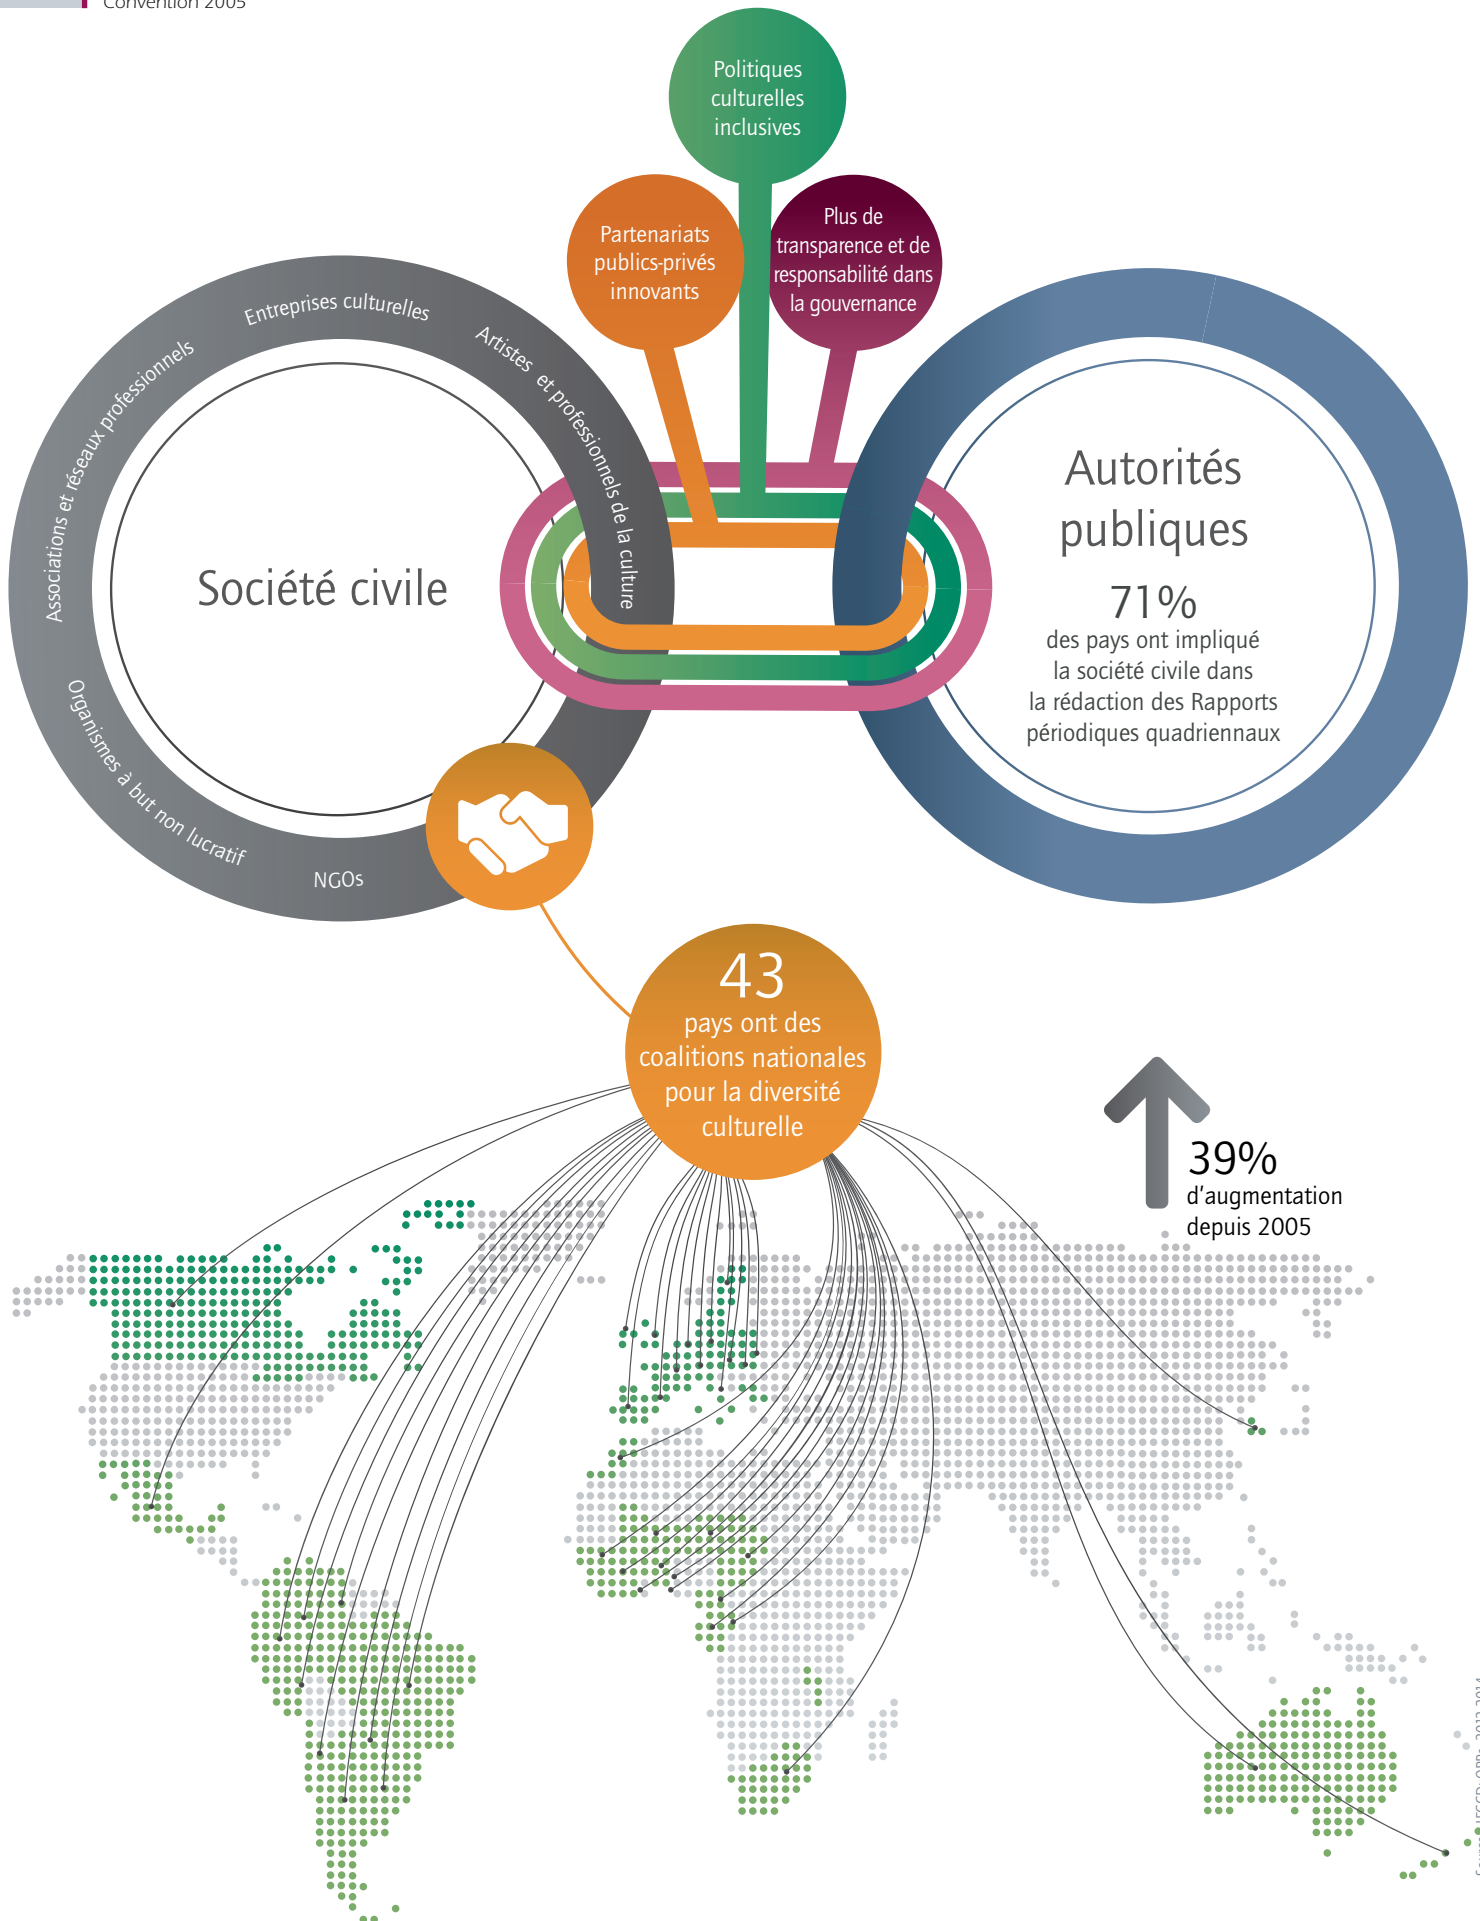 Convention 2005
Politiques
culturelles
inclusives
Partenariats
publics-privés
innovants
Plus de
transparence et de
responsabilité dans
la gouvernance
Entreprises culturelles
Artistes et professionnels de la culture
Associations et réseaux professionnels
Organismes à but non lucratif
NGOs
Société civile
Autorités
publiques
71%
des pays ont impliqué
la société civile dans
la rédaction des Rapports
périodiques quadriennaux
43
pays ont des
coalitions nationales
pour la diversité
culturelle
39%
d'augmentation
depuis 2005